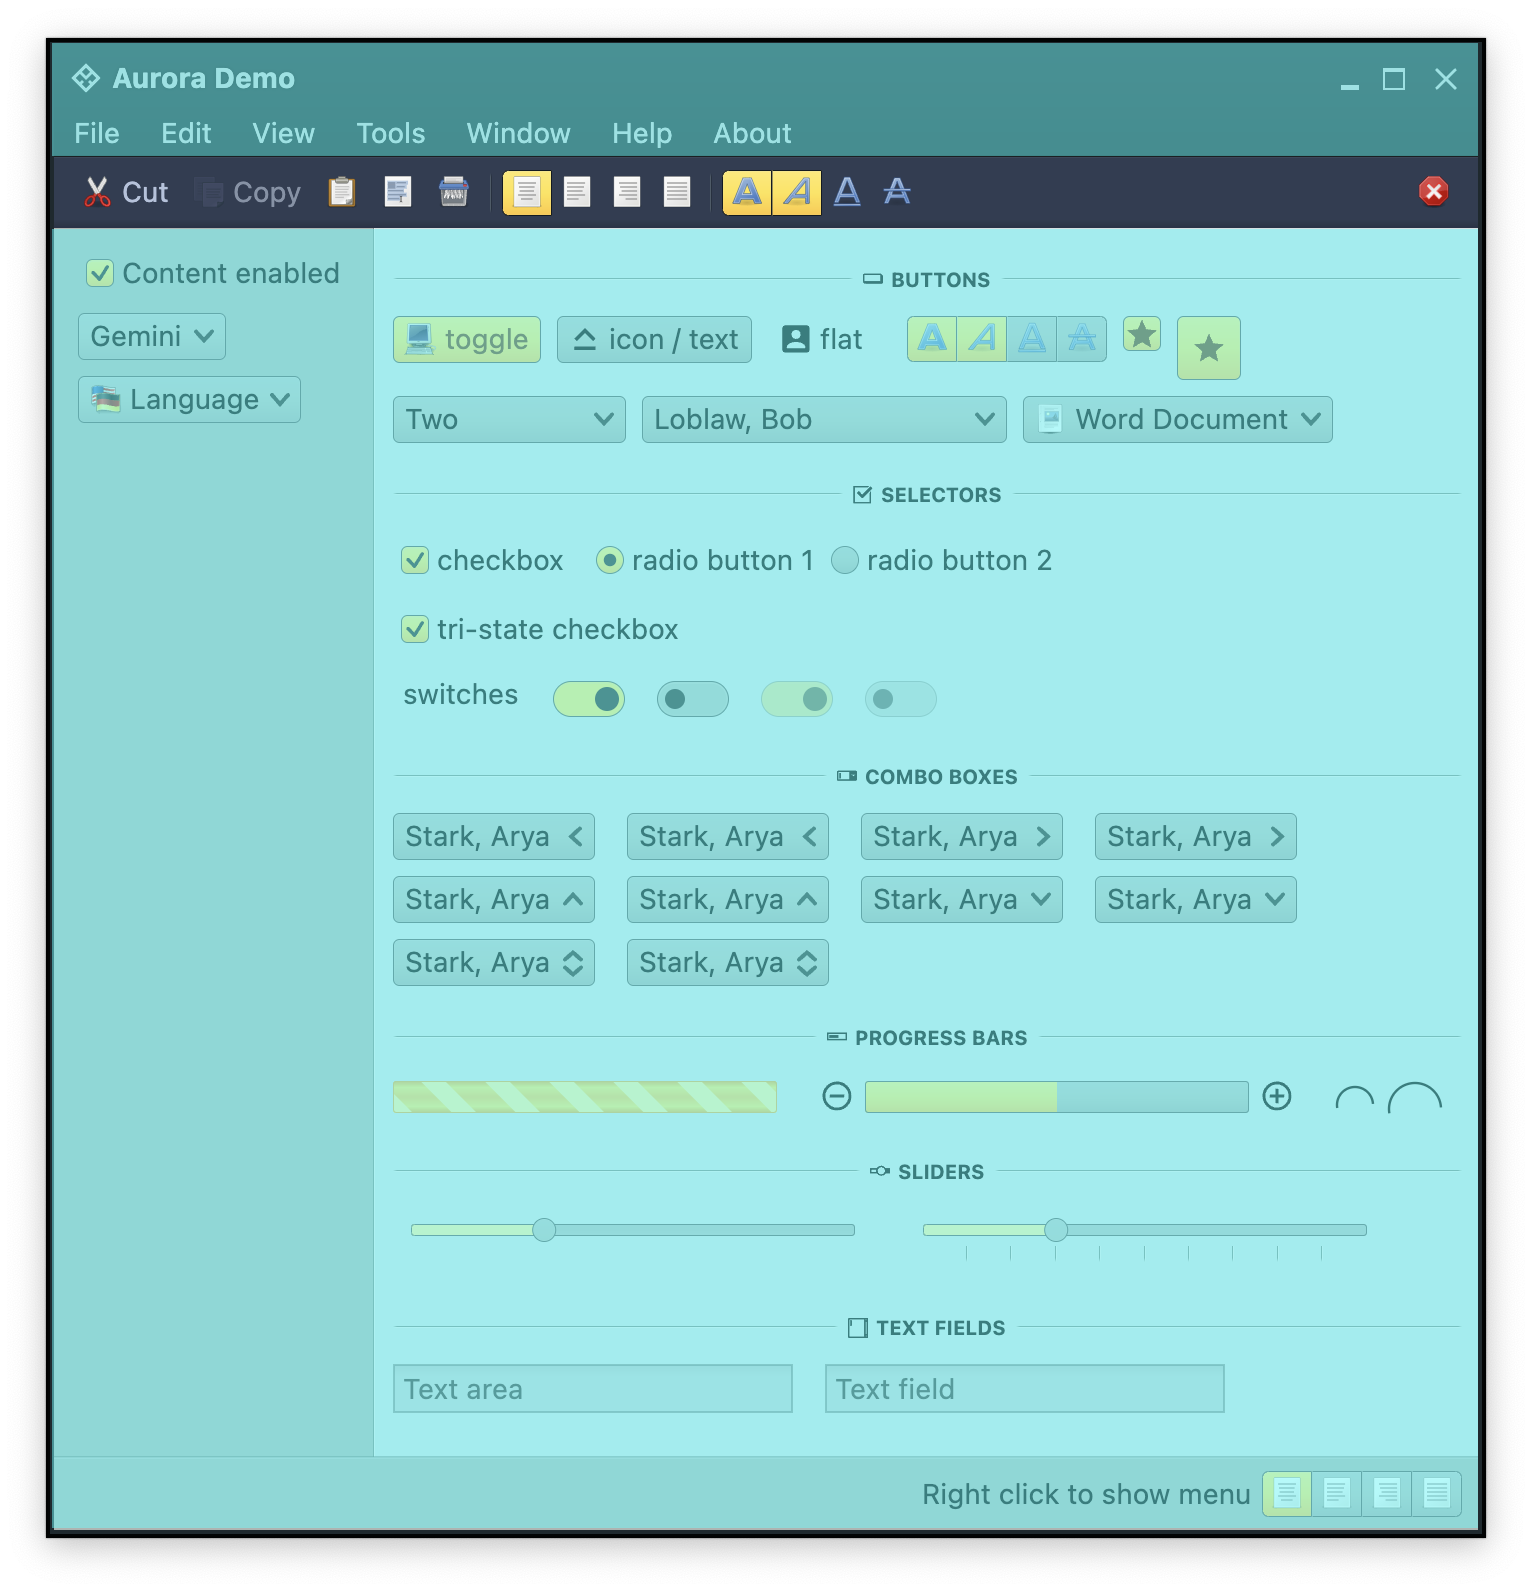 Aurora Demo
File Edit View Tools Window Help About
Cut Copy
Content enabled
Gemini
Language
BUTTONS
toggle icon / text flat
Two Loblaw, Bob Word Document
SELECTORS
checkbox radio button 1 radio button 2
tri-state checkbox
switches
COMBO BOXES
Stark, Arya Stark, Arya Stark, Arya Stark, Arya
Stark, Arya Stark, Arya Stark, Arya Stark, Arya
Stark, Arya Stark, Arya
PROGRESS BARS
SLIDERS
TEXT FIELDS
Text area Text field
Right click to show menu